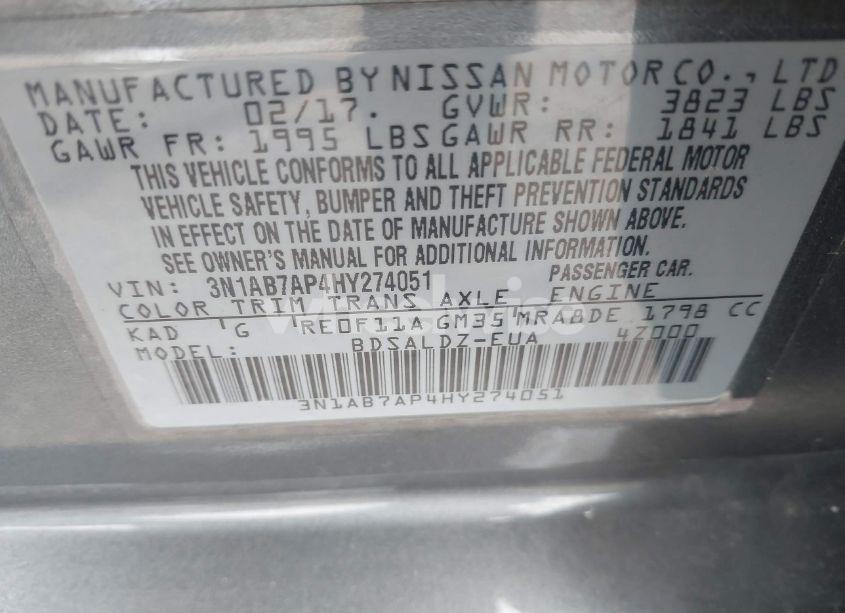 MANUFACTURED BY NISSAN MOTOR CO., LTD
DATE: 02/17. GVWR: 3823 LBS
GAWR FR: 1995 LBS GAWR RR: 1841 LBS
THIS VEHICLE CONFORMS TO ALL APPLICABLE FEDERAL MOTOR
VEHICLE SAFETY, BUMPER AND THEFT PREVENTION STANDARDS
IN EFFECT ON THE DATE OF MANUFACTURE SHOWN ABOVE.
SEE OWNER'S MANUAL FOR ADDITIONAL INFORMATION.
VIN: 3N1AB7AP4HY274051 PASSENGER CAR.
COLOR TRIM TRANS AXLE ENGINE
KAD G RE0F11A GM35 MRA8DE 1798 CC
MODEL: BDSALDZ-EUA 47000
3N1AB7AP4HY274051